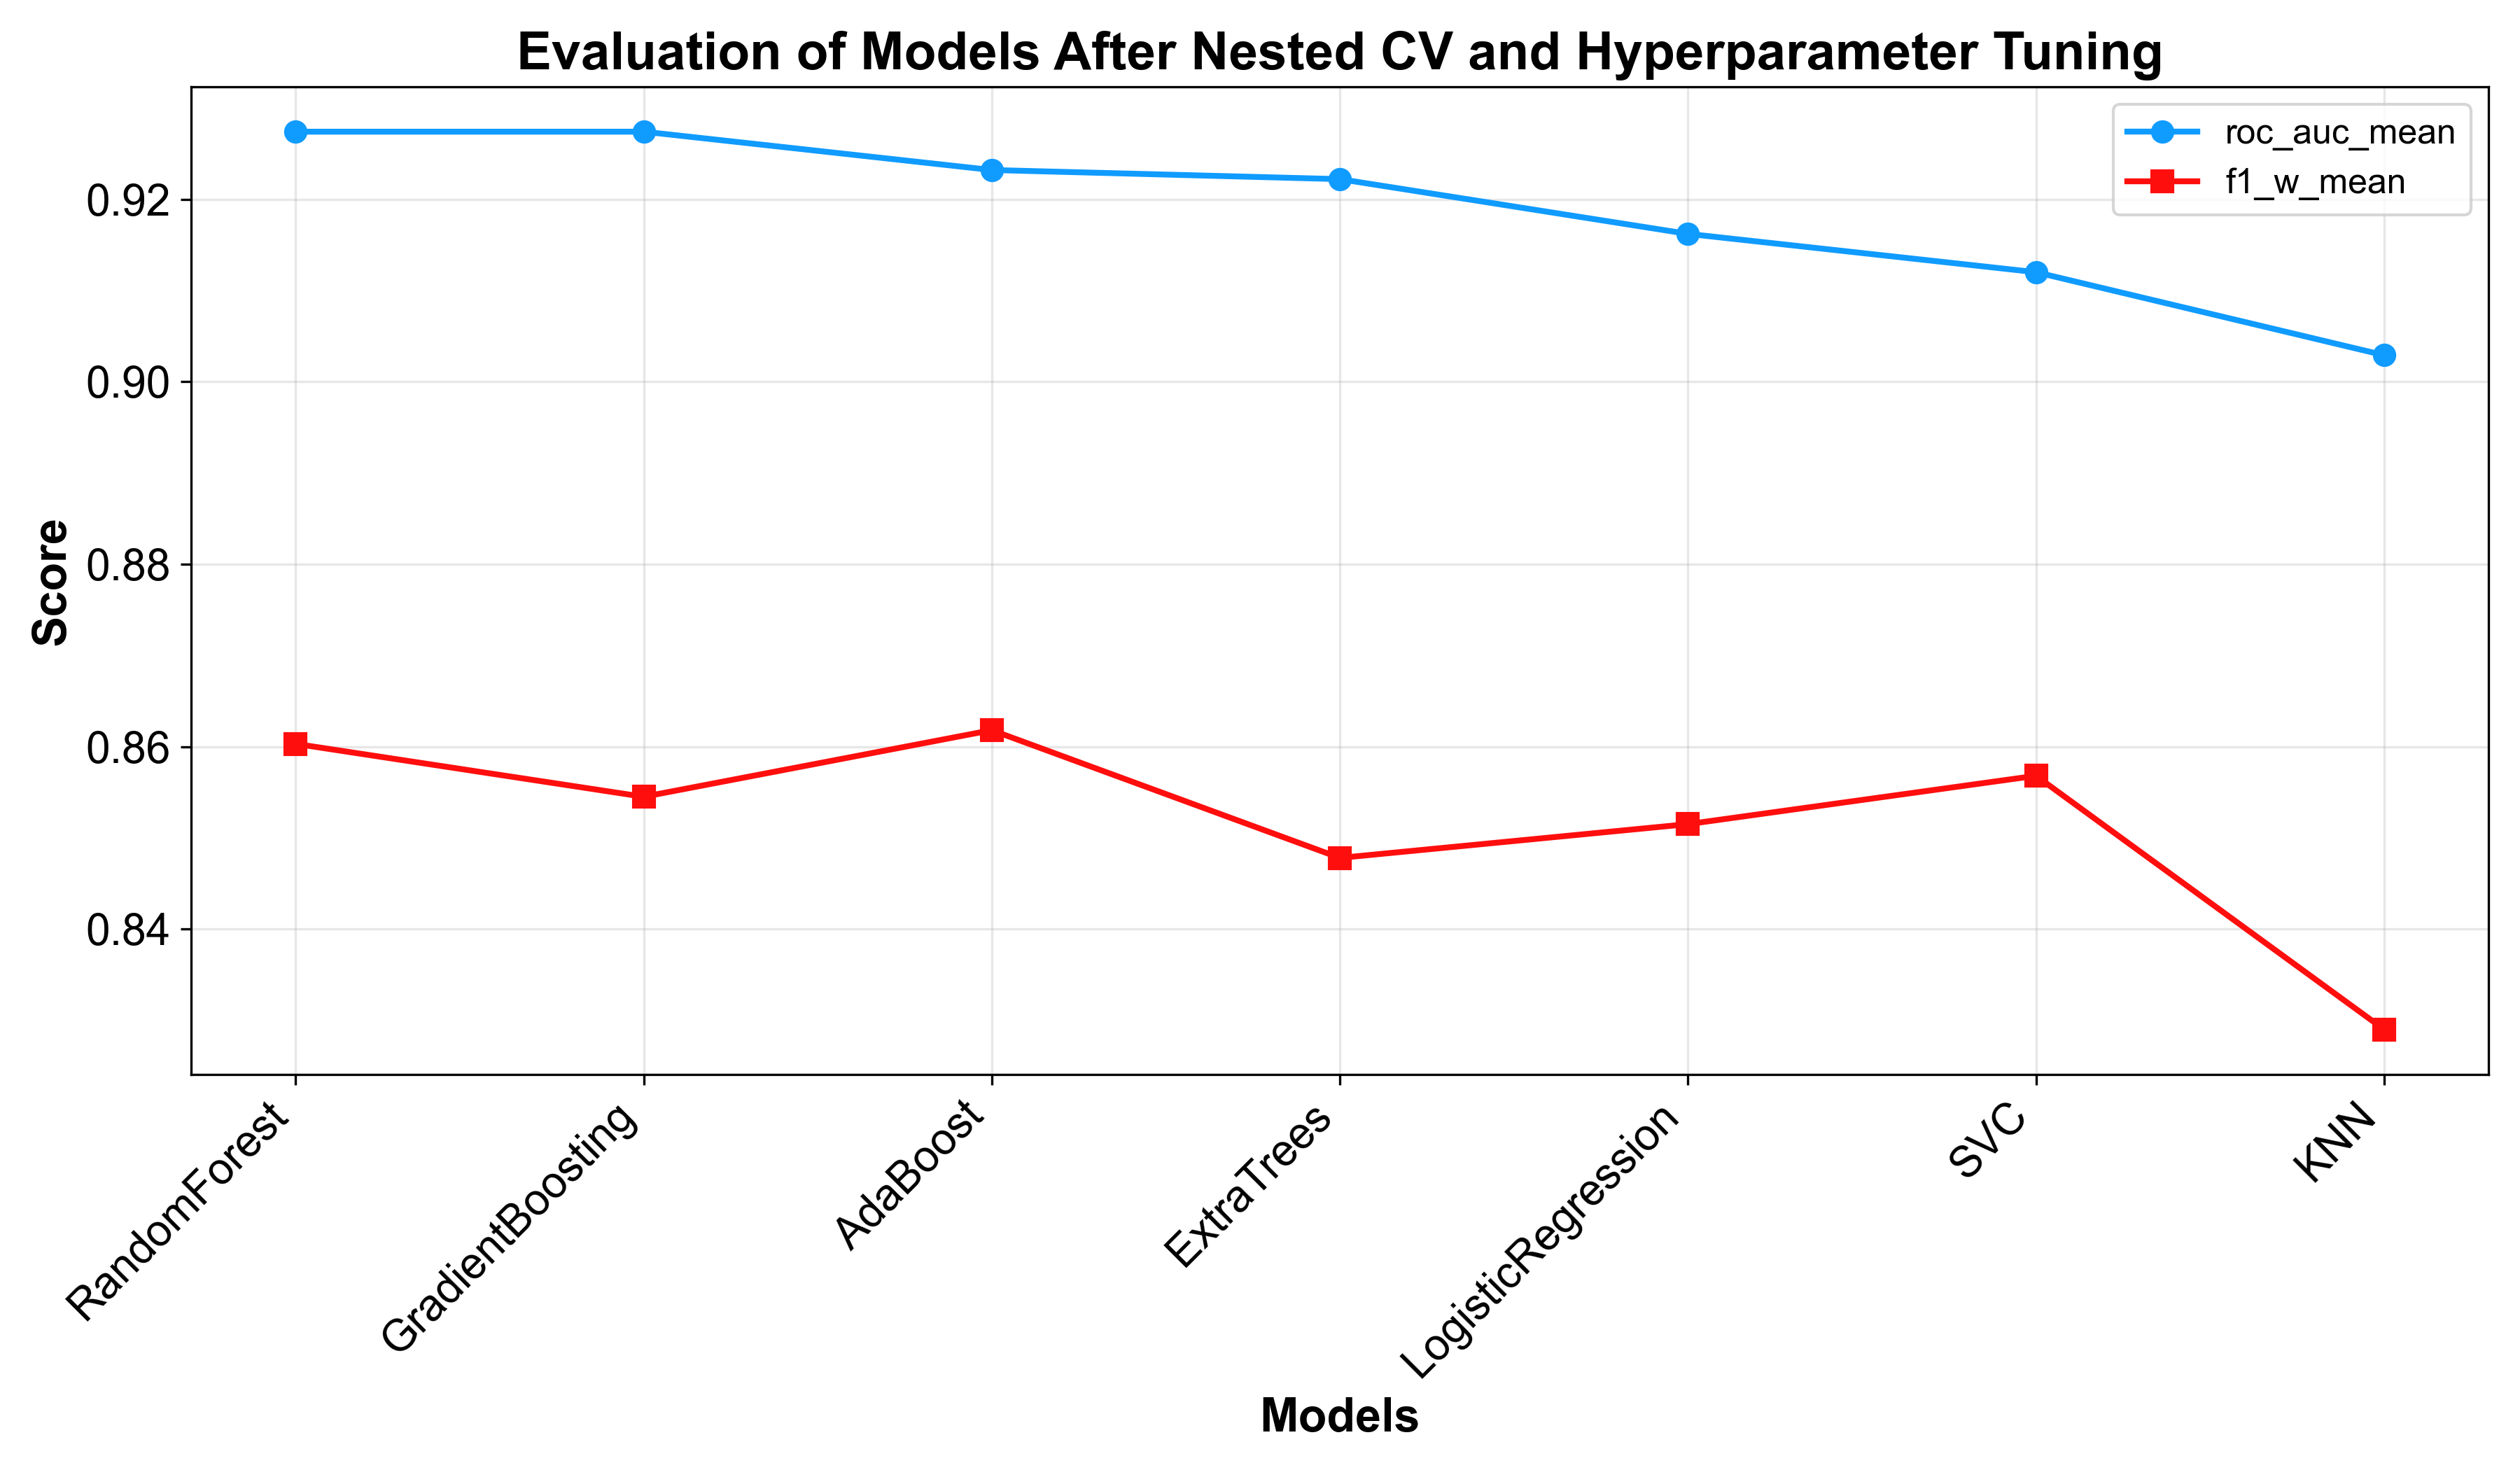 Evaluation of Models After Nested CV and Hyperparameter Tuning
roc_auc_mean
f1_w_mean
Score
0.92
0.90
0.88
0.86
0.84
RandomForest
GradientBoosting
AdaBoost
ExtraTrees
LogisticRegression
SVC
KNN
Models